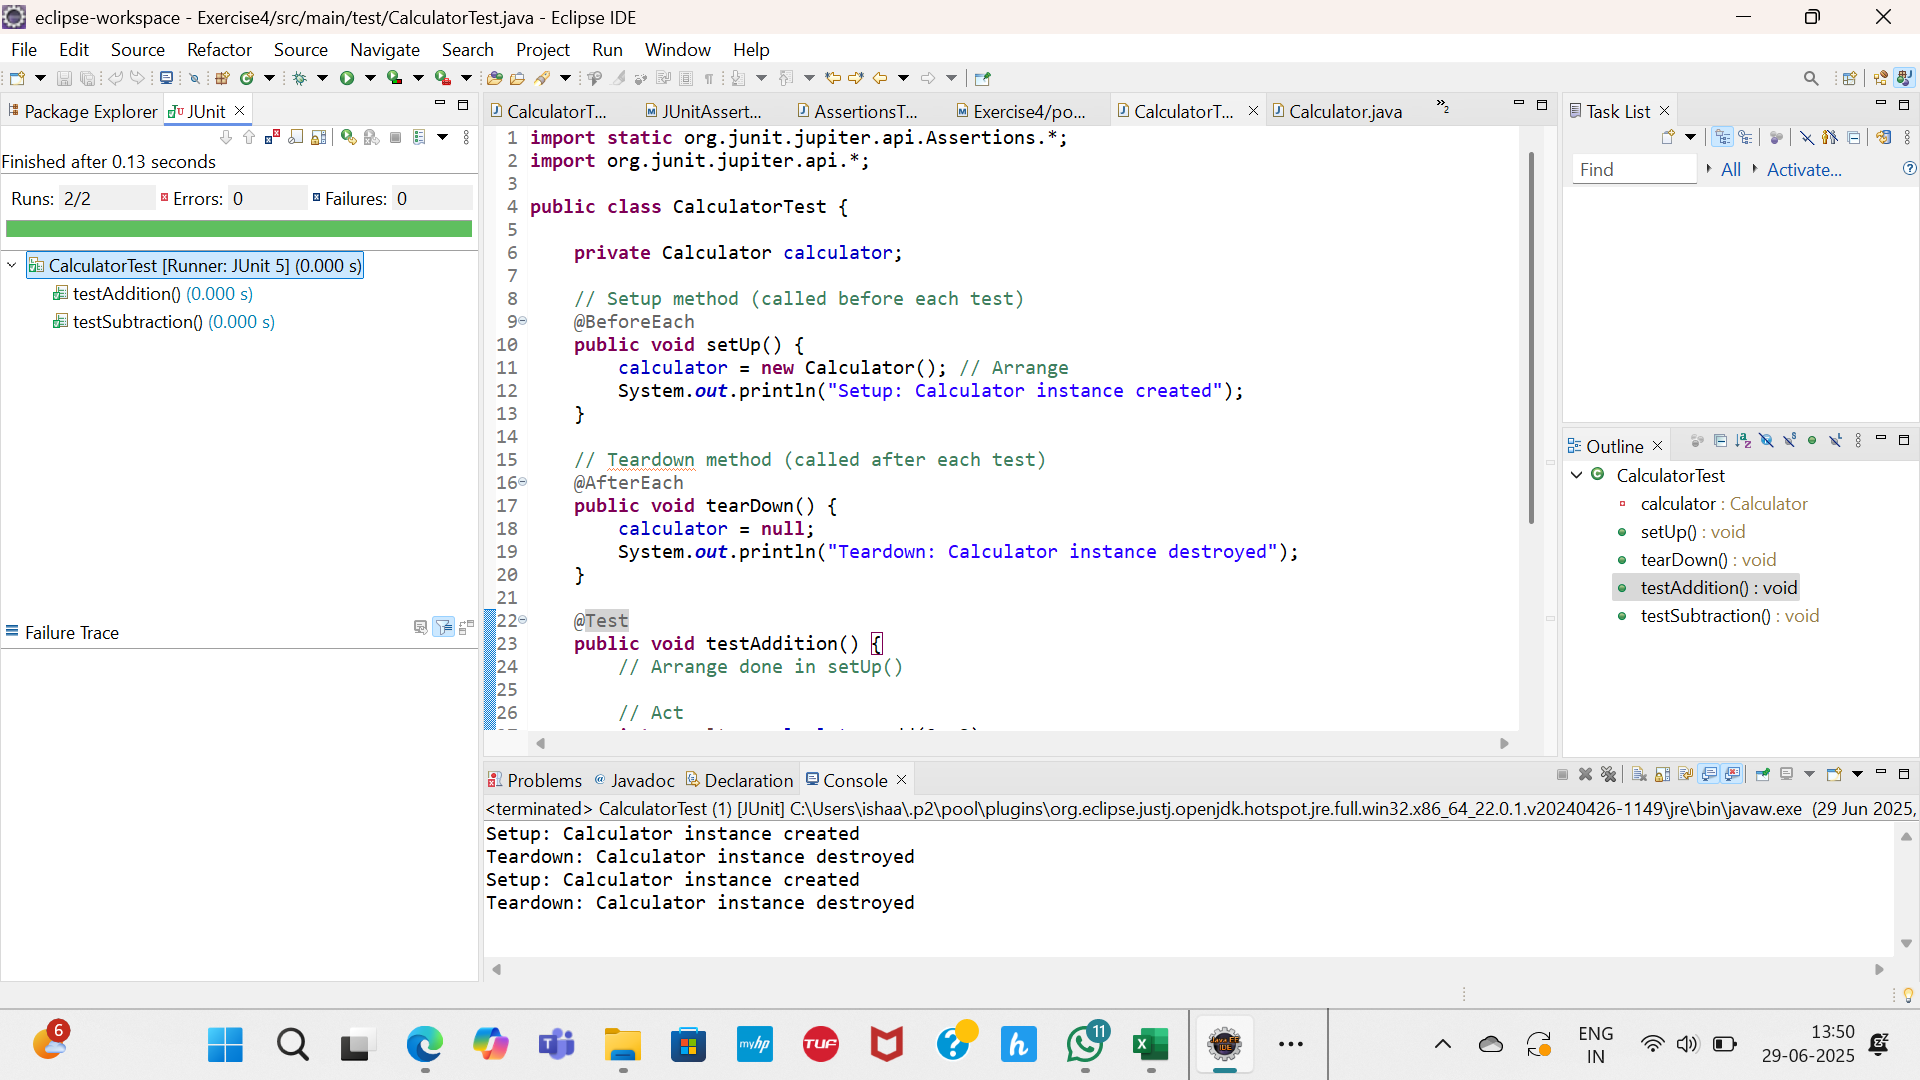 eclipse-workspace - Exercise4/src/main/test/CalculatorTest.java - Eclipse IDE
File Edit Source Refactor Source Navigate Search Project Run Window Help
Package Explorer JUnit
Finished after 0.13 seconds
Runs: 2/2 Errors: 0 Failures: 0
CalculatorTest [Runner: JUnit 5] (0.000 s)
testAddition() (0.000 s)
testSubtraction() (0.000 s)
Failure Trace
CalculatorT... JUnitAssert... AssertionsT... Exercise4/po... CalculatorT... Calculator.java »2
1 import static org.junit.jupiter.api.Assertions.*;
2 import org.junit.jupiter.api.*;
3
4 public class CalculatorTest {
5
6 private Calculator calculator;
7
8 // Setup method (called before each test)
9 @BeforeEach
10 public void setUp() {
11 calculator = new Calculator(); // Arrange
12 System.out.println("Setup: Calculator instance created");
13 }
14
15 // Teardown method (called after each test)
16 @AfterEach
17 public void tearDown() {
18 calculator = null;
19 System.out.println("Teardown: Calculator instance destroyed");
20 }
21
22 @Test
23 public void testAddition() {
24 // Arrange done in setUp()
25
26 // Act
Task List
Find All Activate...
Outline
CalculatorTest
calculator : Calculator
setUp() : void
tearDown() : void
testAddition() : void
testSubtraction() : void
Problems @ Javadoc Declaration Console
<terminated> CalculatorTest (1) [JUnit] C:\Users\ishaa\.p2\pool\plugins\org.eclipse.justj.openjdk.hotspot.jre.full.win32.x86_64_22.0.1.v20240426-1149\jre\bin\javaw.exe (29 Jun 2025,
Setup: Calculator instance created
Teardown: Calculator instance destroyed
Setup: Calculator instance created
Teardown: Calculator instance destroyed
6
myhp
TUF
11
ENG
IN
13:50
29-06-2025